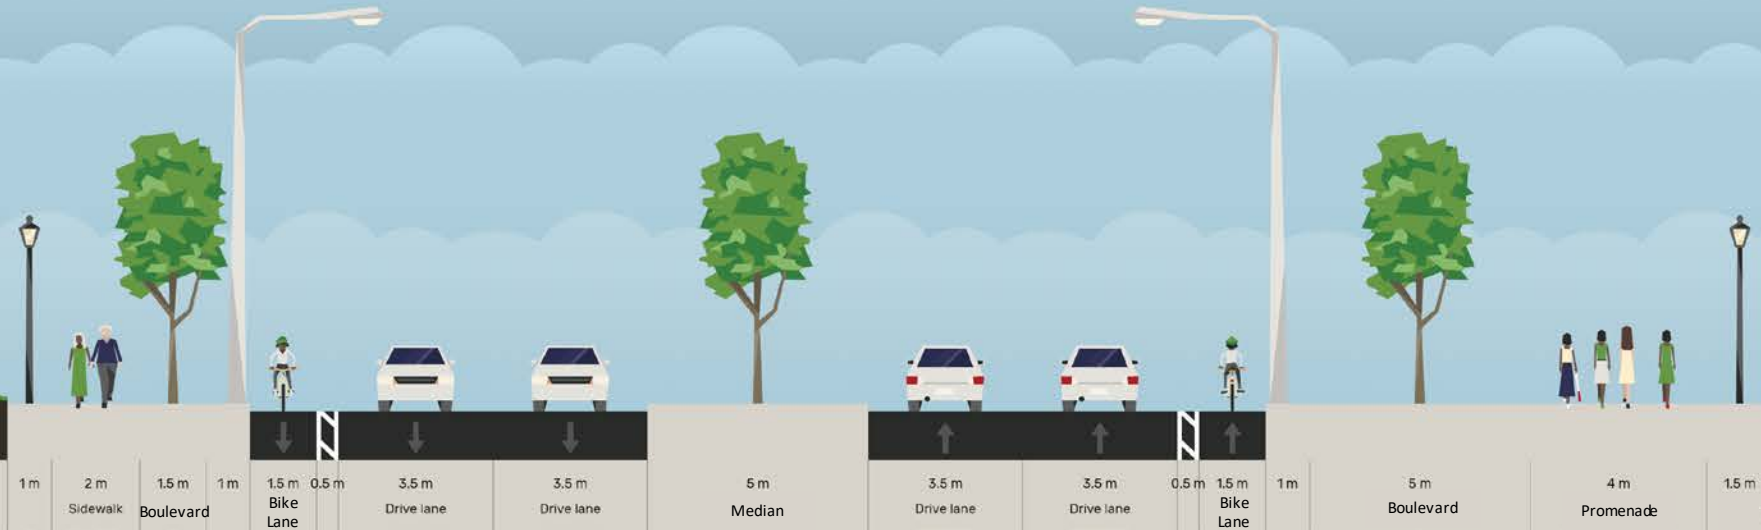 1 m 2 m 1.5 m 1 m 1.5 m 0.5 m 3.5 m 3.5 m 5 m 3.5 m 3.5 m 0.5 m 1.5 m 1 m 5 m 4 m 1.5 m
Sidewalk Boulevard Bike Drive lane Drive lane Median Drive lane Drive lane Bike Boulevard Promenade
Lane Lane